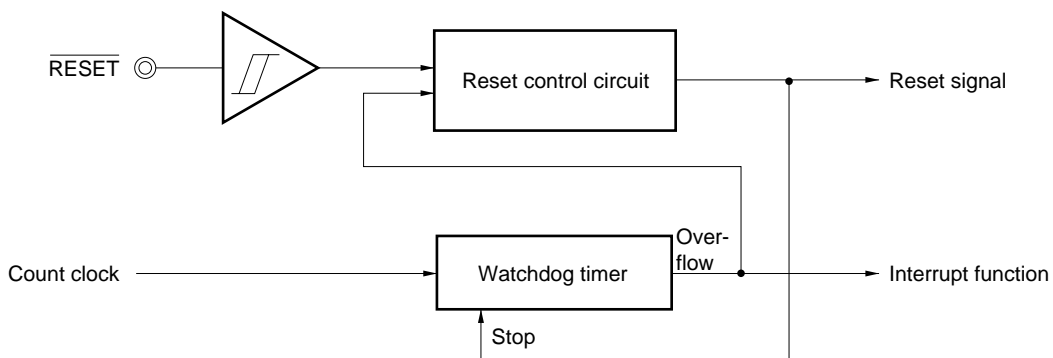 RESET
Reset control circuit
Reset signal
Over-
flow
Count clock
Watchdog timer
Interrupt function
Stop